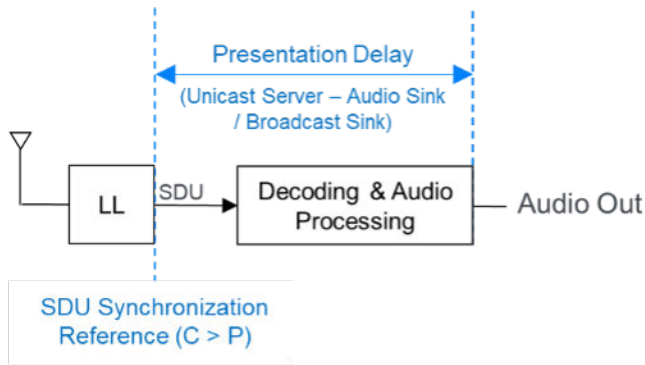 Presentation Delay
(Unicast Server – Audio Sink
/ Broadcast Sink)
LL
SDU
Decoding & Audio
Processing
Audio Out
SDU Synchronization
Reference (C > P)